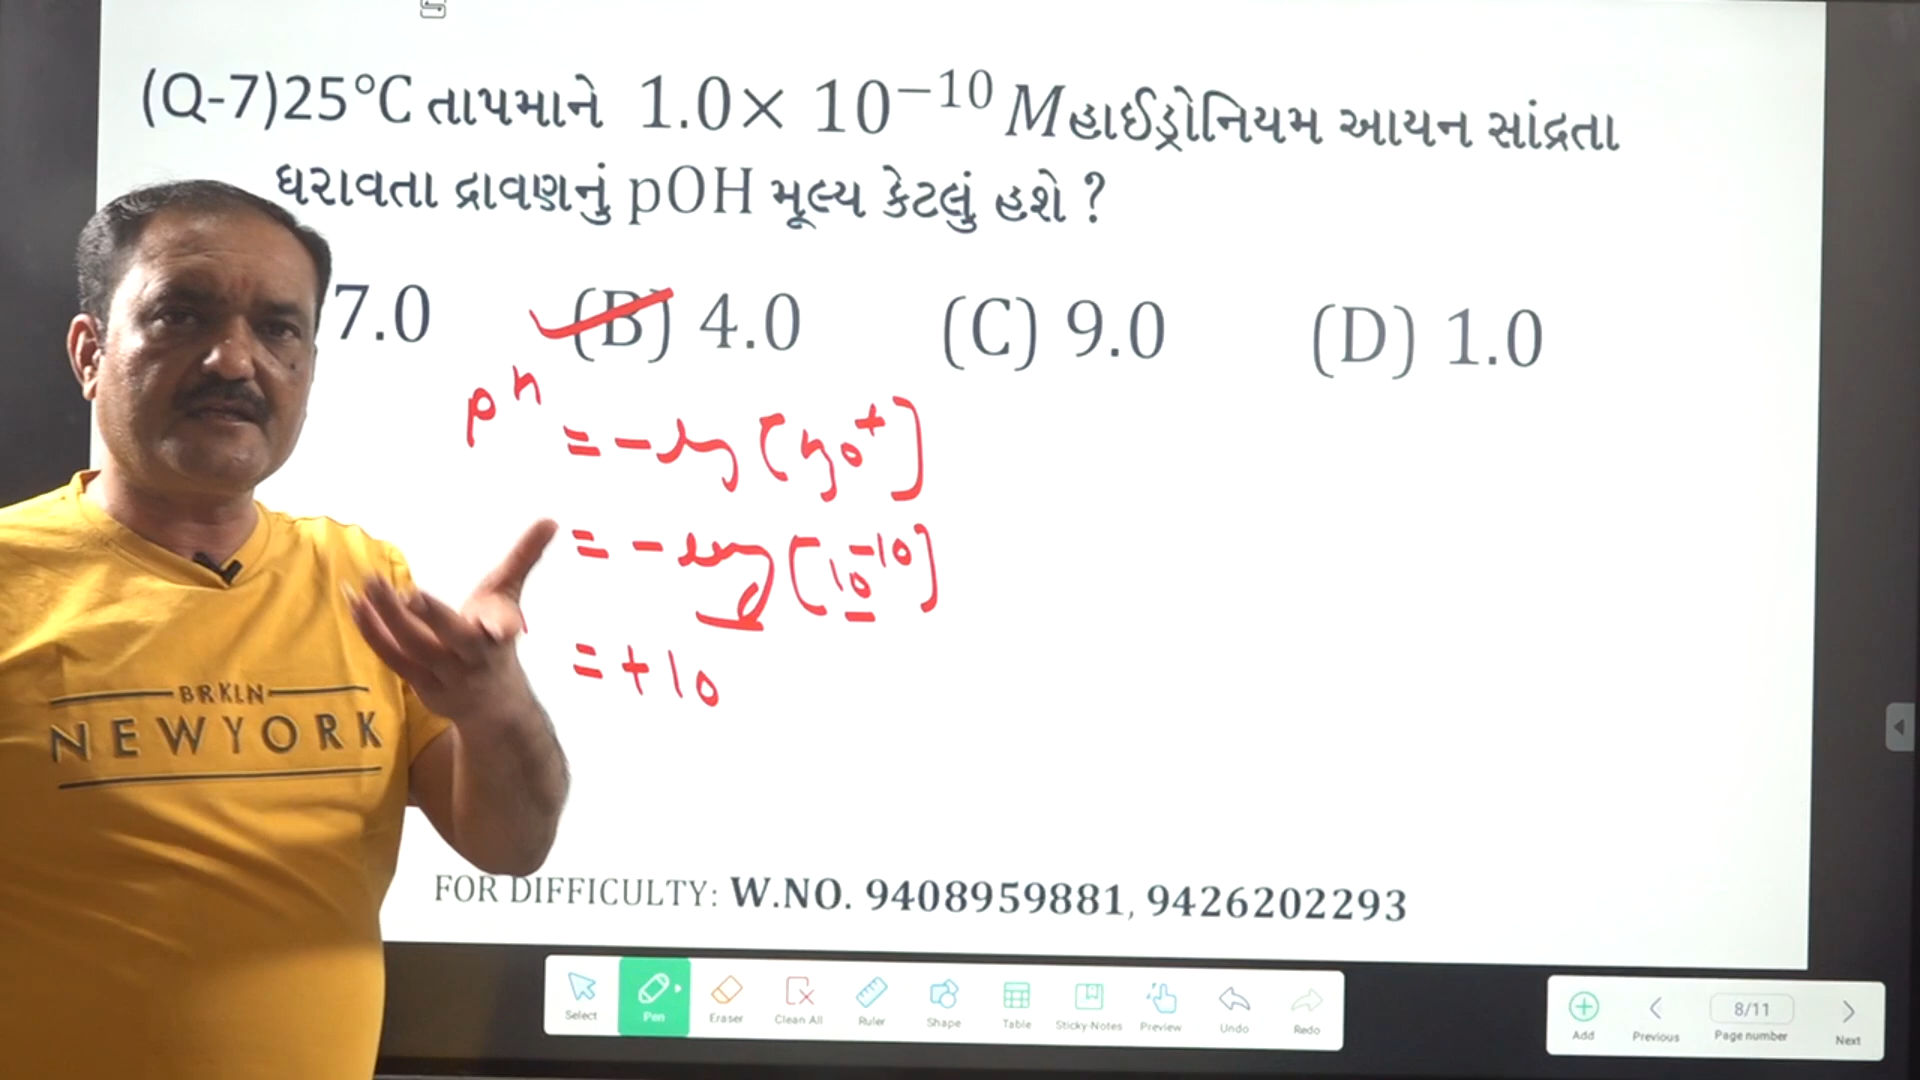 (Q-7)25°C તાપમાને 1.0× 10⁻¹⁰ M હાઈડ્રોનિયમ આયન સાંદ્રતા
ધરાવતા દ્રાવણનું pOH મૂલ્ય કેટલું હશે ?
7.0 (B) 4.0 (C) 9.0 (D) 1.0
pH = -log [H₃O⁺]
= -log [10⁻¹⁰]
= +10
BRKLN
NEWYORK
FOR DIFFICULTY: W.NO. 9408959881, 9426202293
Select Pen Eraser Clean All Ruler Shape Table Sticky Notes Preview Undo Redo
Add Previous 8/11 Page number Next